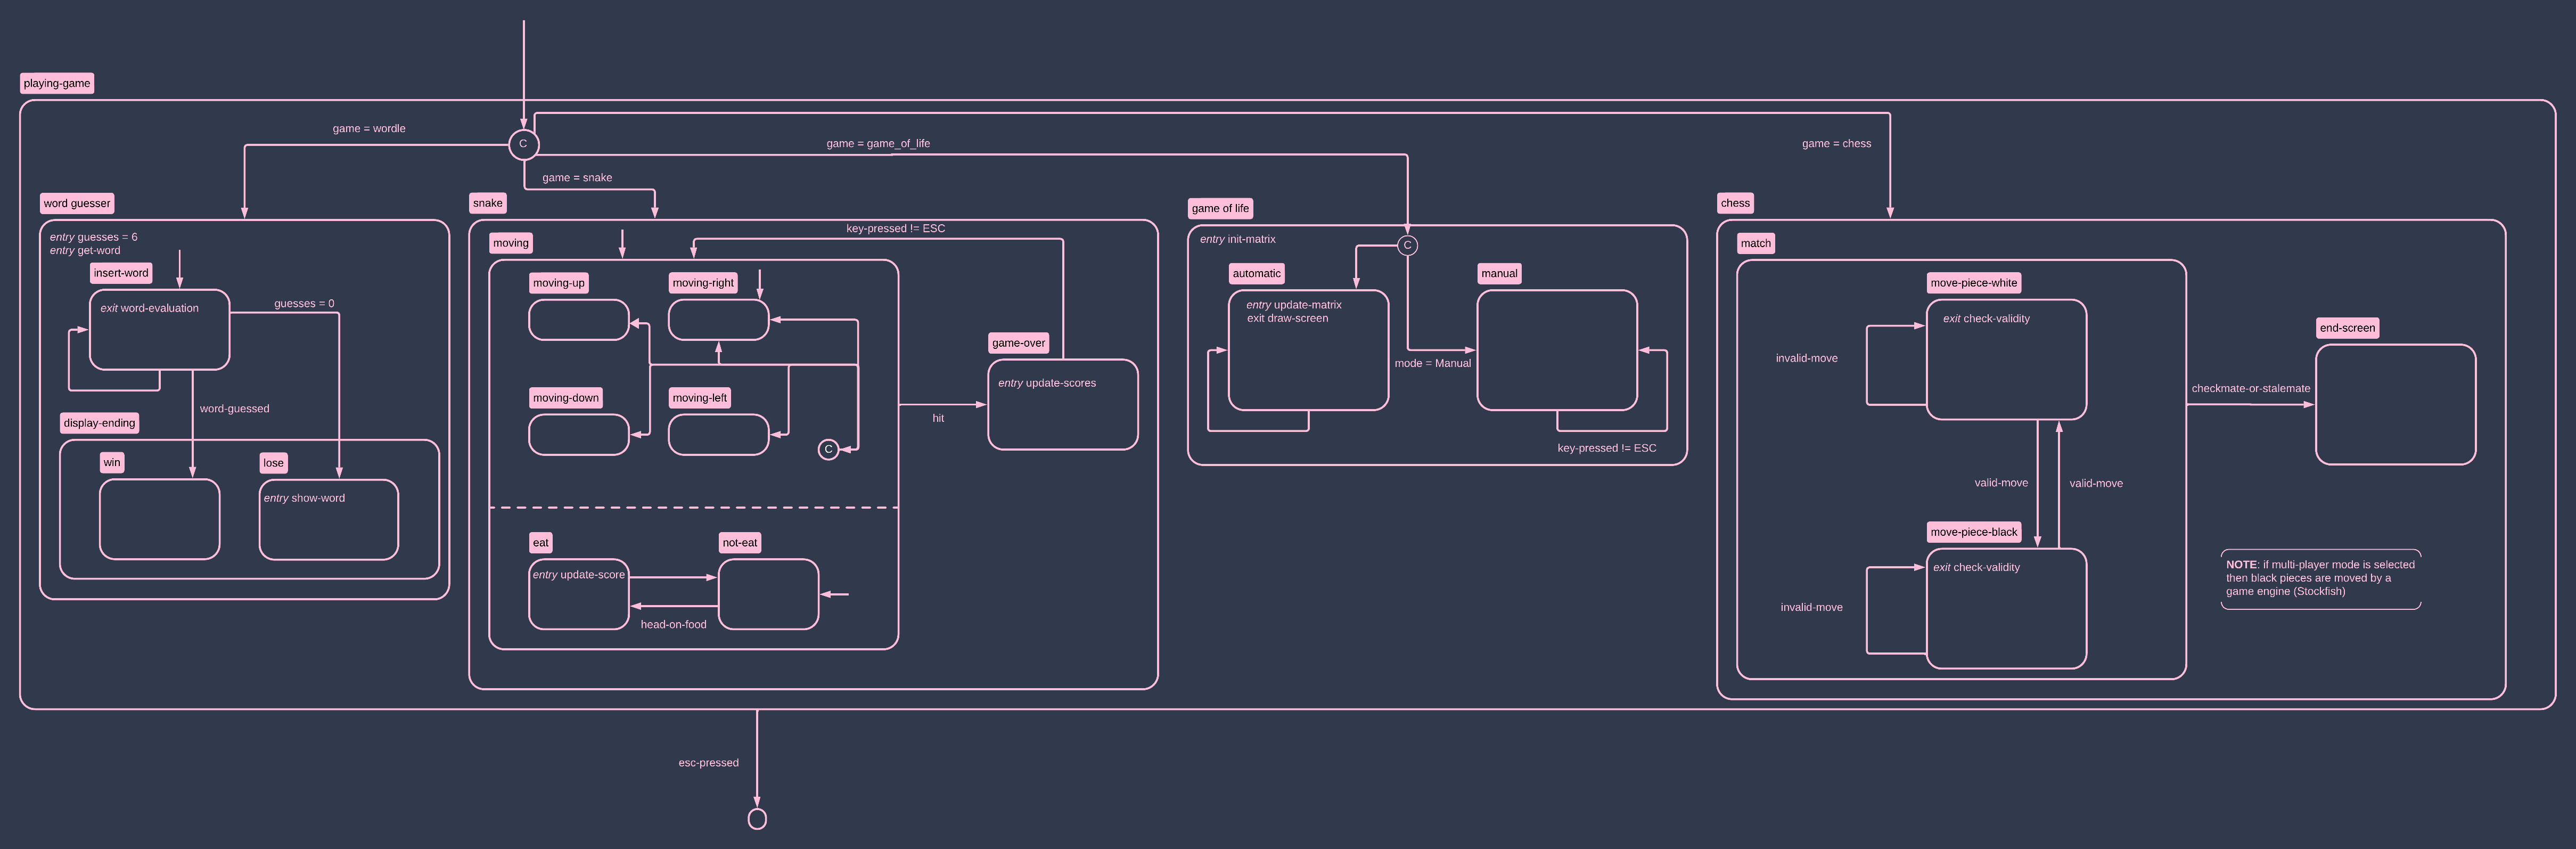 playing-game
game = wordle
C
game = game_of_life
game = chess
game = snake
word guesser
entry guesses = 6
entry get-word
insert-word
exit word-evaluation
guesses = 0
word-guessed
display-ending
win
lose
entry show-word
snake
key-pressed != ESC
moving
moving-up
moving-right
moving-down
moving-left
C
hit
game-over
entry update-scores
eat
entry update-score
not-eat
head-on-food
game of life
entry init-matrix
C
automatic
entry update-matrix
exit draw-screen
manual
mode = Manual
key-pressed != ESC
chess
match
move-piece-white
exit check-validity
invalid-move
valid-move
valid-move
move-piece-black
exit check-validity
invalid-move
checkmate-or-stalemate
end-screen
NOTE: if multi-player mode is selected
then black pieces are moved by a
game engine (Stockfish)
esc-pressed